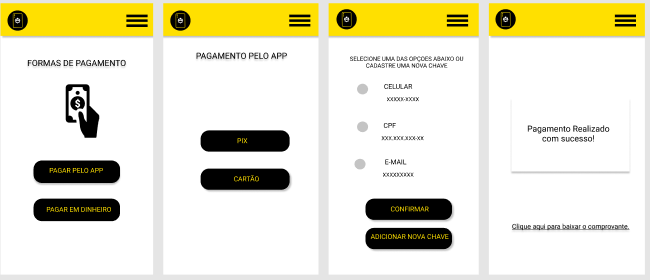 FORMAS DE PAGAMENTO
PAGAR PELO APP
PAGAR EM DINHEIRO
PAGAMENTO PELO APP
PIX
CARTÃO
SELECIONE UMA DAS OPÇOES ABAIXO OU
CADASTRE UMA NOVA CHAVE
CELULAR
xxxxx-xxxx
CPF
xxx.xxx.xxx-xx
E-MAIL
xxxxxxxxx
CONFIRMAR
ADICIONAR NOVA CHAVE
Pagamento Realizado
com sucesso!
Clique aqui para baixar o comprovante.